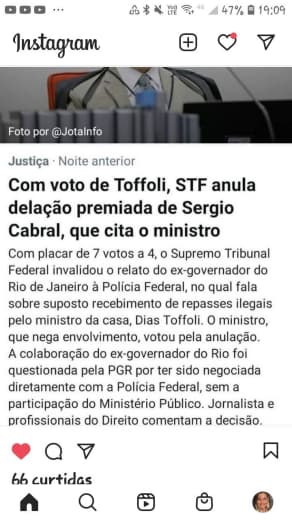 47% 19:09
Instagram
Foto por @JotaInfo
Justiça · Noite anterior
Com voto de Toffoli, STF anula
delação premiada de Sergio
Cabral, que cita o ministro
Com placar de 7 votos a 4, o Supremo Tribunal
Federal invalidou o relato do ex-governador do
Rio de Janeiro à Polícia Federal, no qual fala
sobre suposto recebimento de repasses ilegais
pelo ministro da casa, Dias Toffoli. O ministro,
que nega envolvimento, votou pela anulação.
A colaboração do ex-governador do Rio foi
questionada pela PGR por ter sido negociada
diretamente com a Polícia Federal, sem a
participação do Ministério Público. Jornalista e
profissionais do Direito comentam a decisão.
66 curtidas